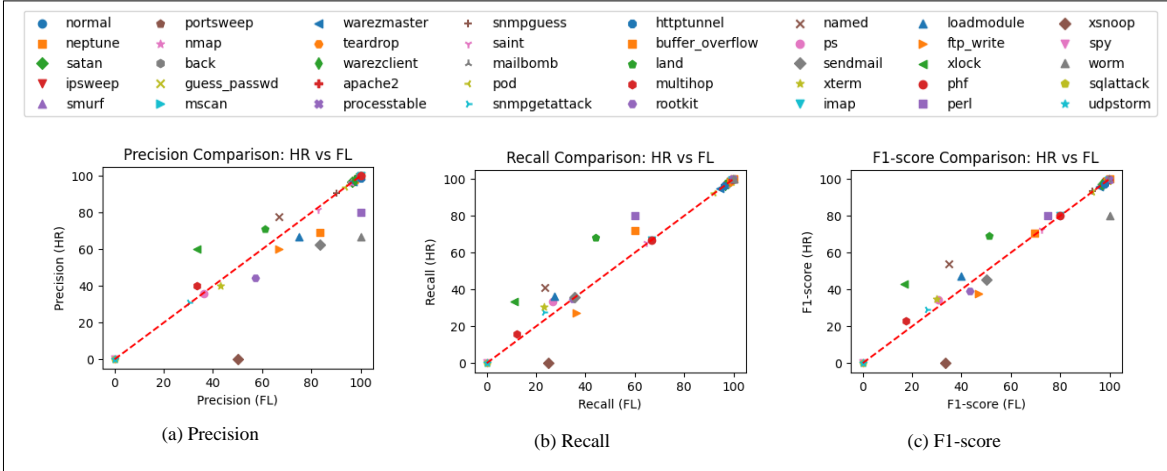 normal portsweep warezmaster snmpguess httptunnel named loadmodule xsnoop
neptune nmap teardrop saint buffer_overflow ps ftp_write spy
satan back warezclient mailbomb land sendmail xlock worm
ipsweep guess_passwd apache2 pod multihop xterm phf sqlattack
smurf mscan processtable snmpgetattack rootkit imap perl udpstorm
Precision Comparison: HR vs FL
Precision (HR)
100
80
60
40
20
0
0 20 40 60 80 100
Precision (FL)
(a) Precision
Recall Comparison: HR vs FL
Recall (HR)
100
80
60
40
20
0
0 20 40 60 80 100
Recall (FL)
(b) Recall
F1-score Comparison: HR vs FL
F1-score (HR)
100
80
60
40
20
0
0 20 40 60 80 100
F1-score (FL)
(c) F1-score